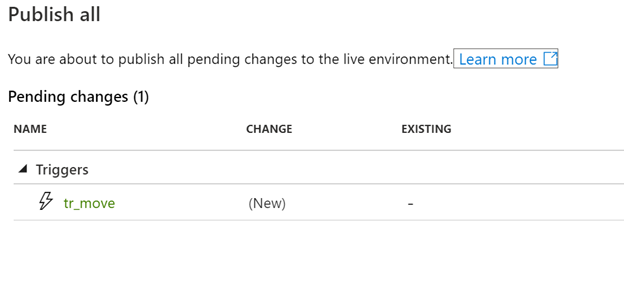 Publish all
You are about to publish all pending changes to the live environment. Learn more
Pending changes (1)
NAME CHANGE EXISTING
Triggers
tr_move (New) -